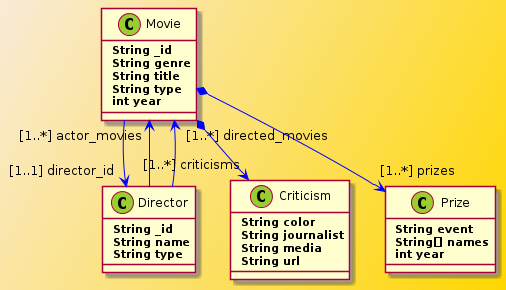 C Movie
String _id
String genre
String title
String type
int year
[1..*] actor_movies
[1..*] directed_movies
[1..1] director_id
[1..*] criticisms
[1..*] prizes
C Director
String _id
String name
String type
C Criticism
String color
String journalist
String media
String url
C Prize
String event
String[] names
int year